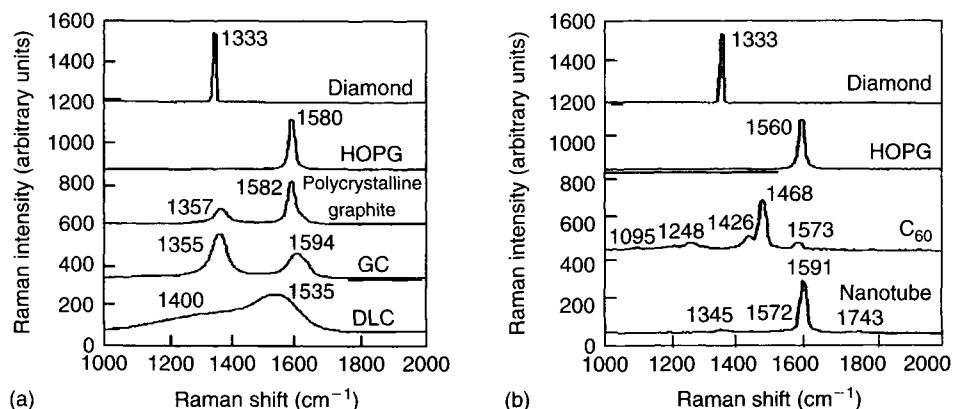 Raman intensity (arbitrary units)
1600
1400
1200
1000
800
600
400
200
0
1333
Diamond
1580
HOPG
1582
Polycrystalline
graphite
1357
1355
1594
GC
1400
1535
DLC
1000 1200 1400 1600 1800 2000
Raman shift (cm⁻¹)
(a)
Raman intensity (arbitrary units)
1600
1400
1200
1000
800
600
400
200
0
1333
Diamond
1560
HOPG
1468
1426
1095 1248 1573
C₆₀
1591
Nanotube
1345 1572 1743
1000 1200 1400 1600 1800 2000
Raman shift (cm⁻¹)
(b)